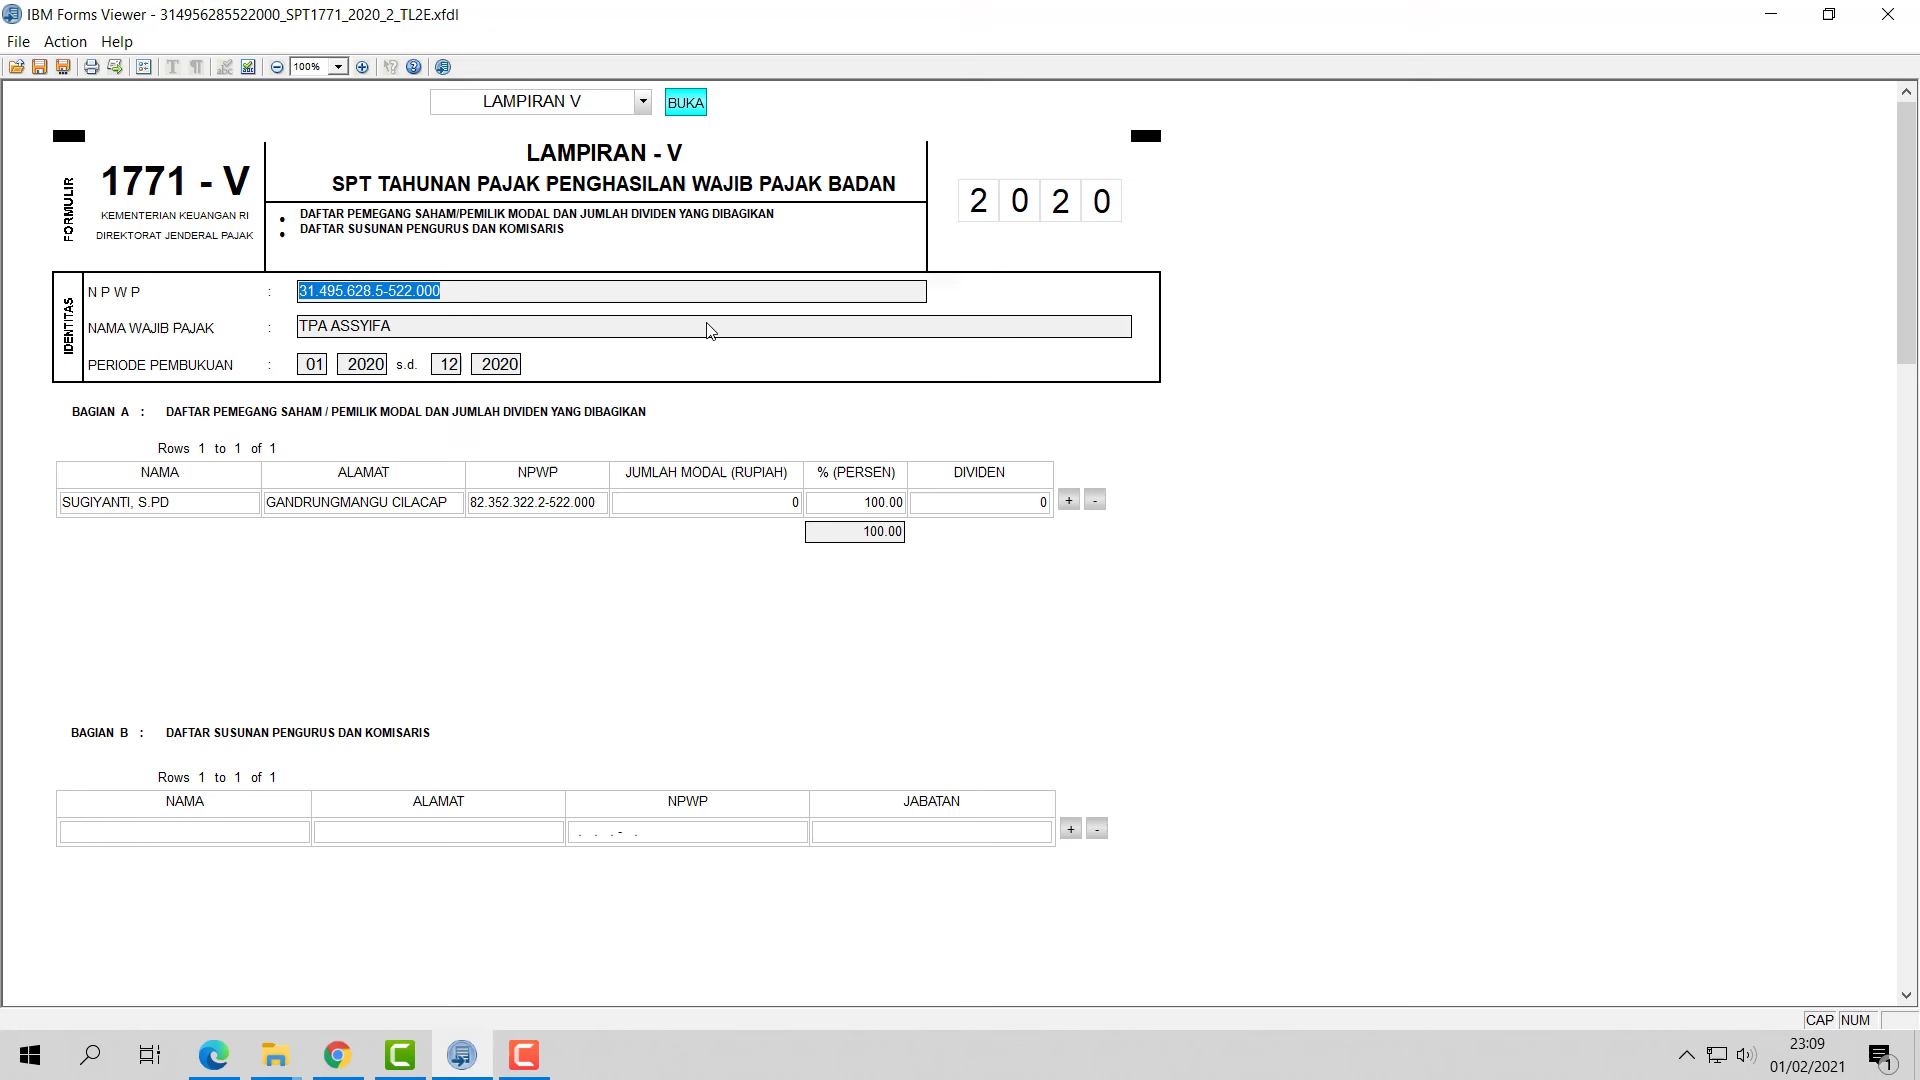 IBM Forms Viewer - 314956285522000_SPT1771_2020_2_TL2E.xfdl
File Action Help
100%
LAMPIRAN V BUKA
FORMULIR
1771 - V
KEMENTERIAN KEUANGAN RI
DIREKTORAT JENDERAL PAJAK
LAMPIRAN - V
SPT TAHUNAN PAJAK PENGHASILAN WAJIB PAJAK BADAN
• DAFTAR PEMEGANG SAHAM/PEMILIK MODAL DAN JUMLAH DIVIDEN YANG DIBAGIKAN
• DAFTAR SUSUNAN PENGURUS DAN KOMISARIS
2 0 2 0
IDENTITAS
N P W P : 31.495.628.5-522.000
NAMA WAJIB PAJAK : TPA ASSYIFA
PERIODE PEMBUKUAN : 01 2020 s.d. 12 2020
BAGIAN A : DAFTAR PEMEGANG SAHAM / PEMILIK MODAL DAN JUMLAH DIVIDEN YANG DIBAGIKAN
Rows 1 to 1 of 1
NAMA ALAMAT NPWP JUMLAH MODAL (RUPIAH) % (PERSEN) DIVIDEN
SUGIYANTI, S.PD GANDRUNGMANGU CILACAP 82.352.322.2-522.000 0 100.00 0 + -
100.00
BAGIAN B : DAFTAR SUSUNAN PENGURUS DAN KOMISARIS
Rows 1 to 1 of 1
NAMA ALAMAT NPWP JABATAN
. . . - . + -
CAP NUM
23:09
01/02/2021
1